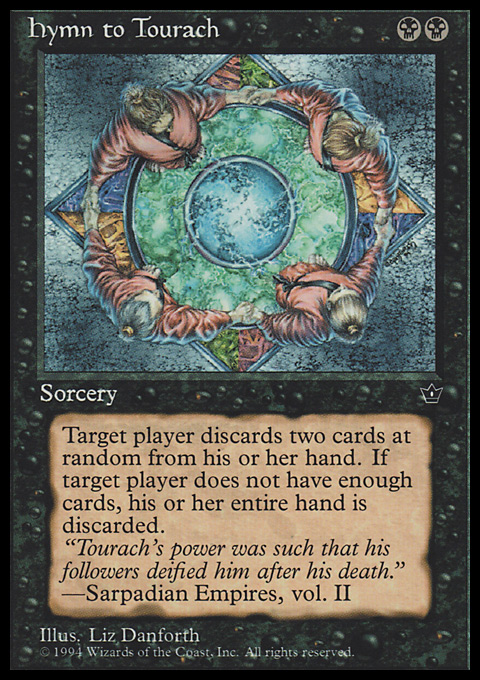 Hymn to Tourach
Sorcery
Target player discards two cards at
random from his or her hand. If
target player does not have enough
cards, his or her entire hand is
discarded.
“Tourach’s power was such that his
followers deified him after his death.”
—Sarpadian Empires, vol. II
Illus. Liz Danforth
© 1994 Wizards of the Coast, Inc. All rights reserved.